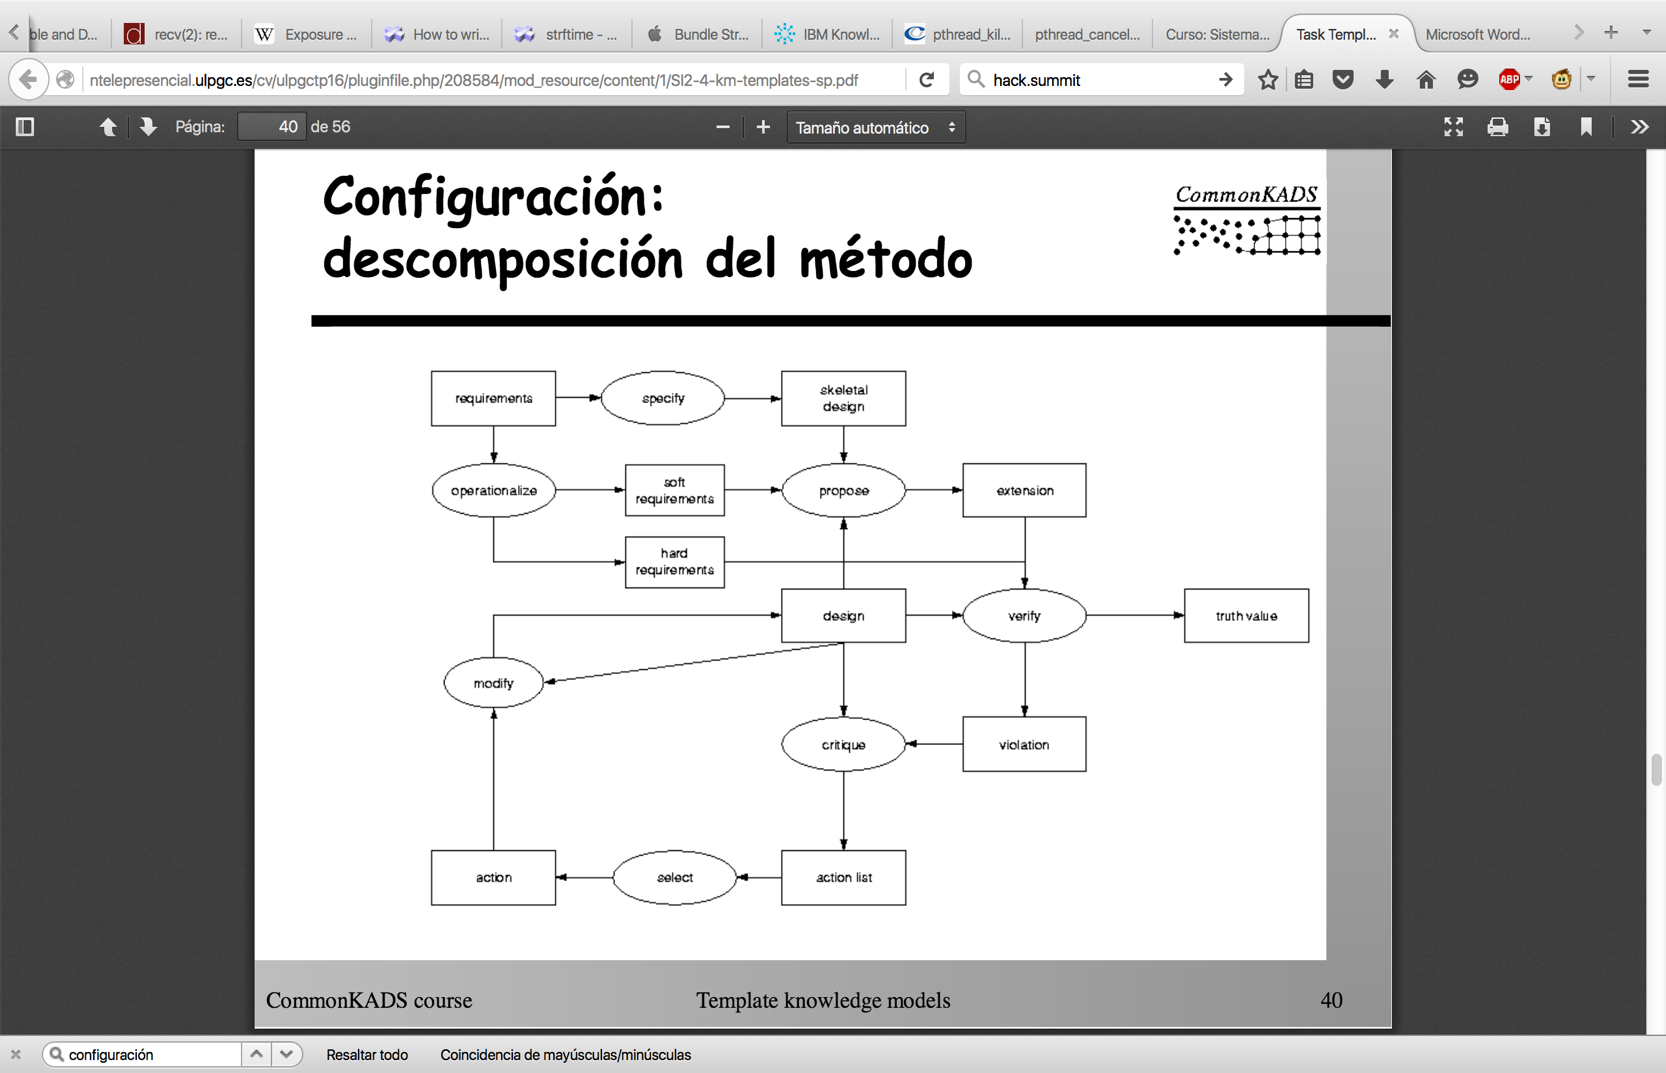 ble and D...
recv(2): re...
W
Exposure ...
How to wri...
strftime – ...
Bundle Str...
IBM Knowl...
pthread_kil...
pthread_cancel...
Curso: Sistema...
Task Templ...
Microsoft Word...
ntelepresencial.ulpgc.es/cv/ulpgctp16/pluginfile.php/208584/mod_resource/content/1/Sl2-4-km-templates-sp.pdf
hack.summit
ABP
Página:
40
de 56
Tamaño automático
Configuración:
descomposición del método
CommonKADS
requirements
specify
skeletal
design
operationalize
soft
requirements
propose
extension
hard
requirements
design
verify
truth value
modify
critique
violation
action
select
action list
CommonKADS course
Template knowledge models
40
configuración
Resaltar todo
Coincidencia de mayúsculas/minúsculas